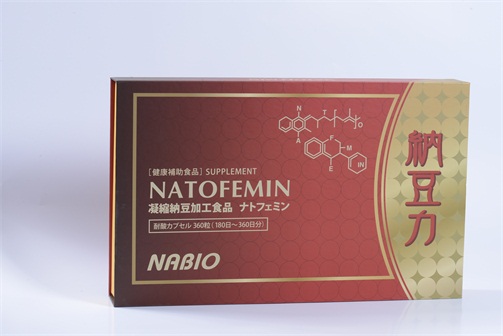 [健康補助食品] SUPPLEMENT
NATOFEMIN
凝縮納豆加工食品 ナトフェミン
耐酸カプセル 360粒(180日〜360日分)
NABIO
N A T O F E M IN
納豆力